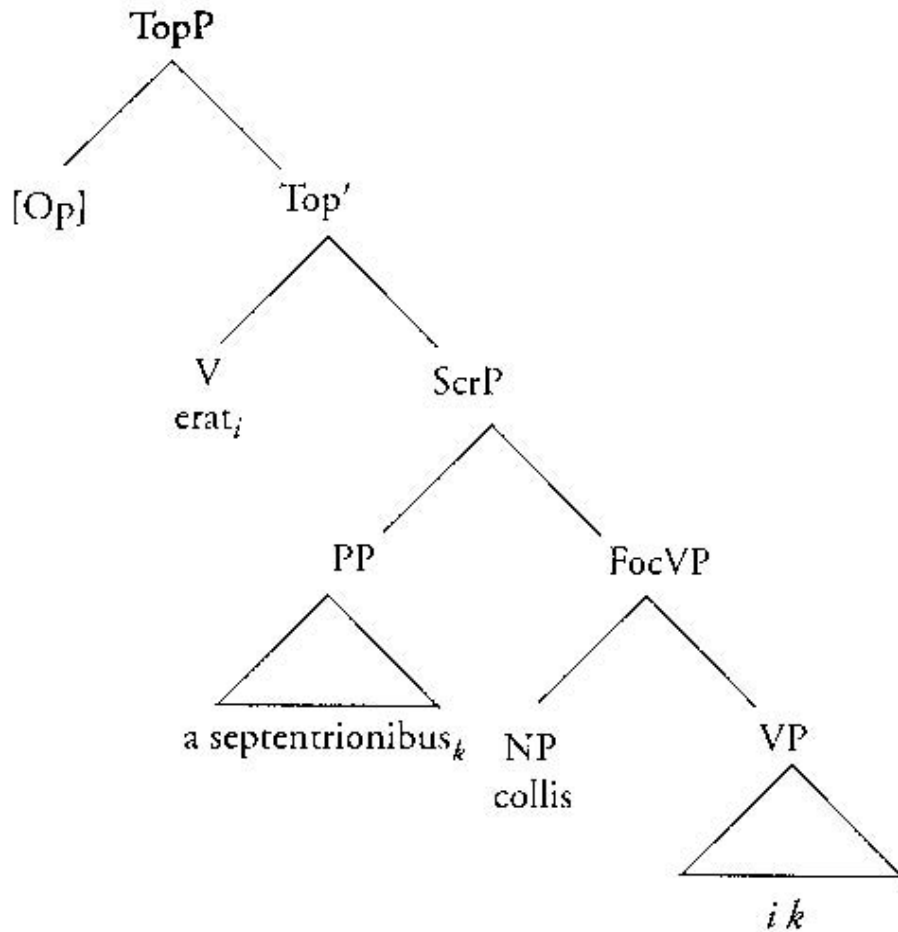 TopP
[Op] Top′
V ScrP
erat_i
PP FocVP
a septentrionibus_k NP VP
collis
i k